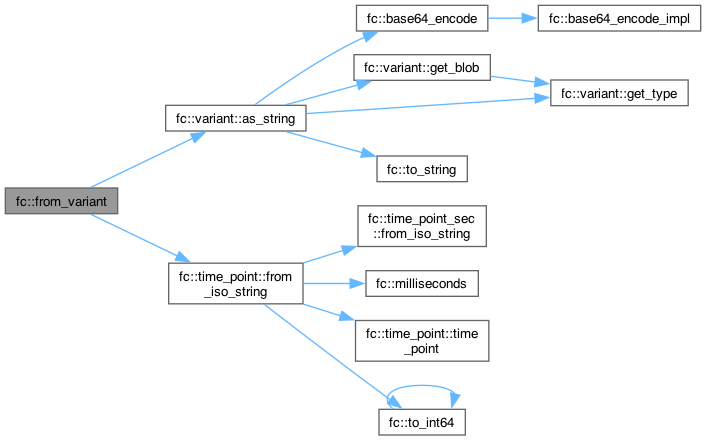 fc::from_variant
fc::variant::as_string
fc::base64_encode
fc::base64_encode_impl
fc::variant::get_blob
fc::variant::get_type
fc::to_string
fc::time_point::from
_iso_string
fc::time_point_sec
::from_iso_string
fc::milliseconds
fc::time_point::time
_point
fc::to_int64